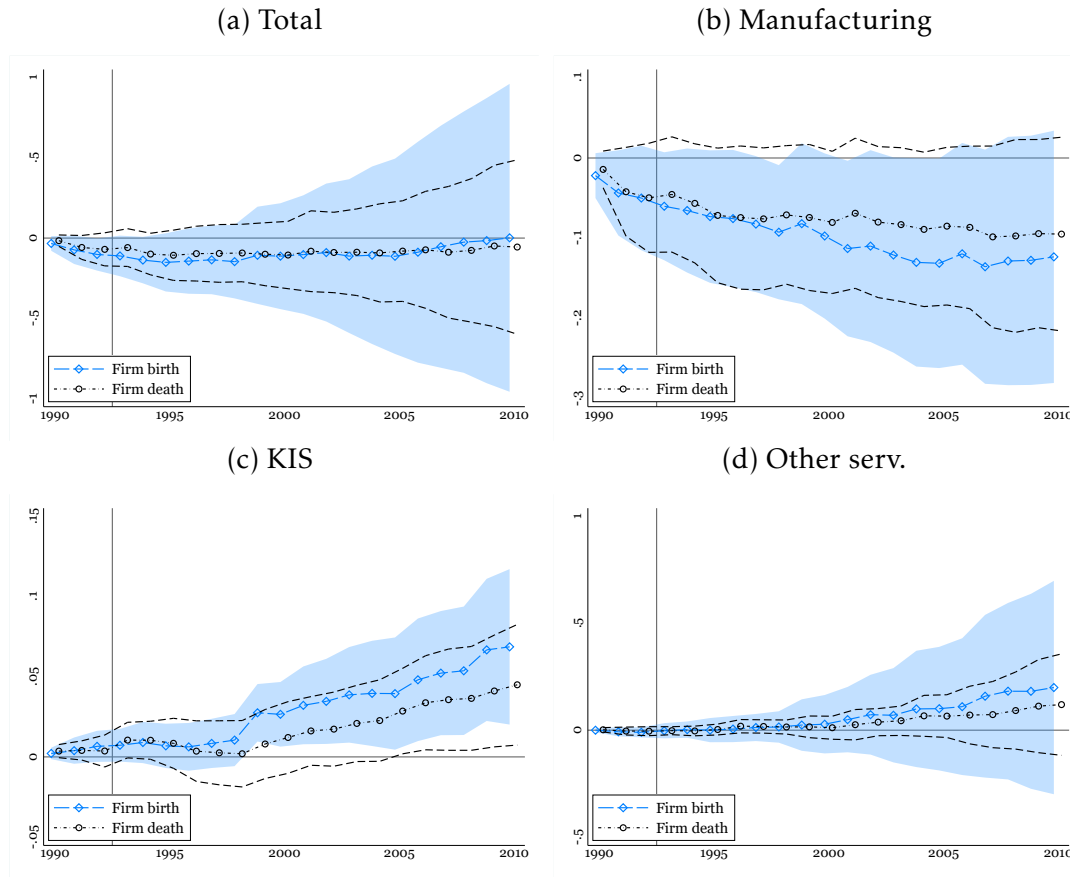 (a) Total
1
.5
0
-.5
-1
Firm birth
Firm death
1990 1995 2000 2005 2010
(b) Manufacturing
.1
0
-.1
-.2
-.3
Firm birth
Firm death
1990 1995 2000 2005 2010
(c) KIS
.15
.1
.05
0
-.05
Firm birth
Firm death
1990 1995 2000 2005 2010
(d) Other serv.
1
.5
0
-.5
Firm birth
Firm death
1990 1995 2000 2005 2010